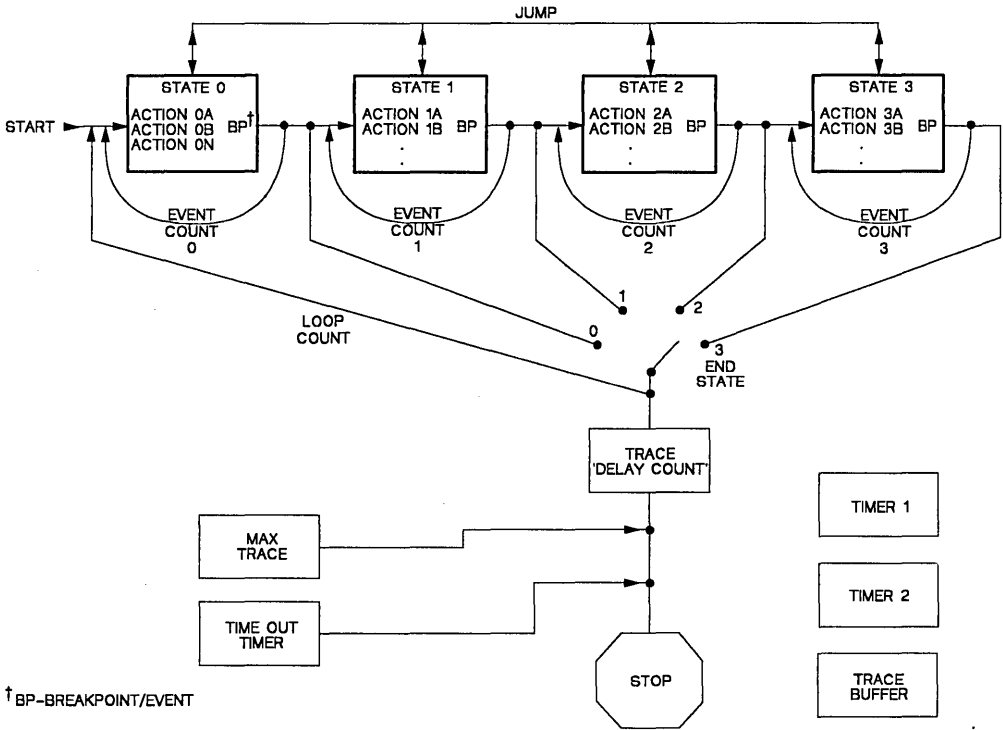 JUMP
STATE 0
ACTION 0A
ACTION 0B
ACTION 0N
BP†
STATE 1
ACTION 1A
ACTION 1B
BP
.
.
STATE 2
ACTION 2A
ACTION 2B
BP
.
.
STATE 3
ACTION 3A
ACTION 3B
BP
.
.
START
EVENT
COUNT
0
EVENT
COUNT
1
EVENT
COUNT
2
EVENT
COUNT
3
LOOP
COUNT
0
1
2
3
END
STATE
TRACE
'DELAY COUNT'
MAX
TRACE
TIME OUT
TIMER
STOP
TIMER 1
TIMER 2
TRACE
BUFFER
† BP-BREAKPOINT/EVENT